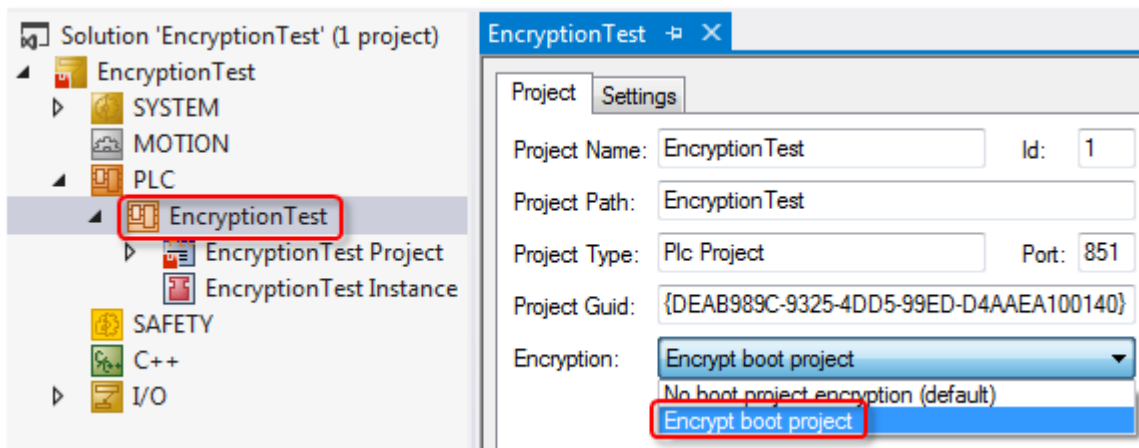 Solution 'EncryptionTest' (1 project)
EncryptionTest
SYSTEM
MOTION
PLC
EncryptionTest
EncryptionTest Project
EncryptionTest Instance
SAFETY
C++
I/O
EncryptionTest
Project Settings
Project Name: EncryptionTest Id: 1
Project Path: EncryptionTest
Project Type: Plc Project Port: 851
Project Guid: {DEAB989C-9325-4DD5-99ED-D4AAEA100140}
Encryption: Encrypt boot project
No boot project encryption (default)
Encrypt boot project